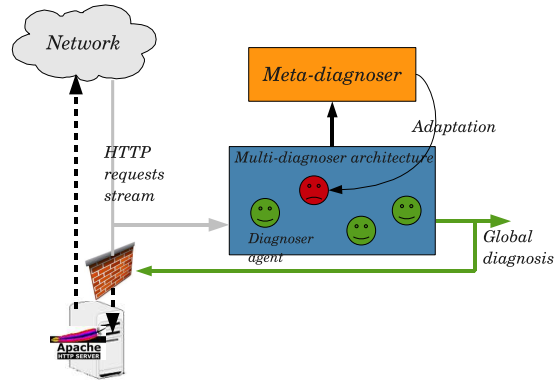 Network
Meta-diagnoser
Adaptation
HTTP
requests
stream
Multi-diagnoser architecture
Diagnoser
agent
Global
diagnosis
Apache
HTTP SERVER